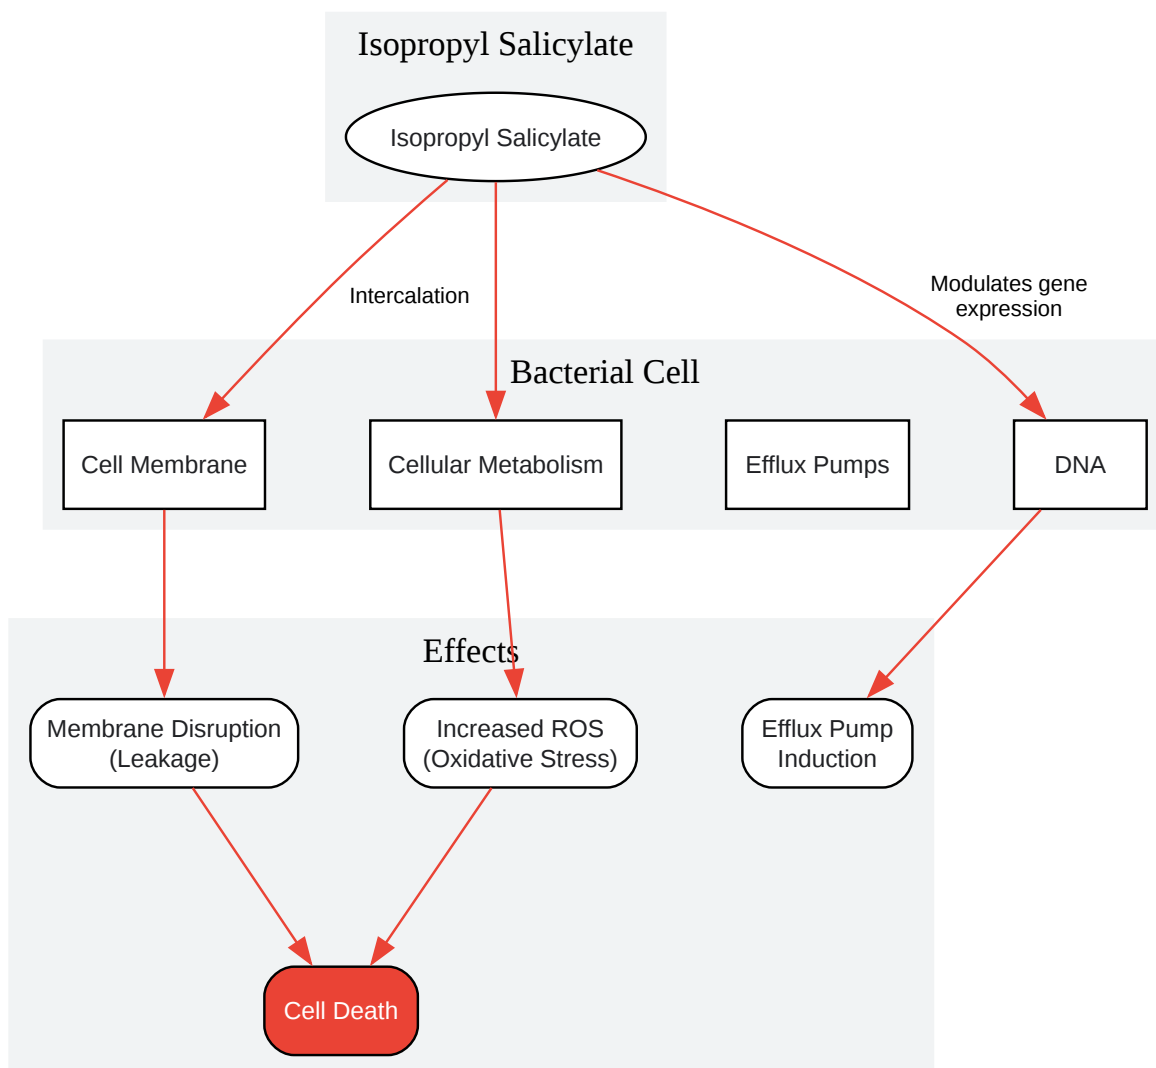 Isopropyl Salicylate
Isopropyl Salicylate
Intercalation
Modulates gene
expression
Bacterial Cell
Cell Membrane
Cellular Metabolism
Efflux Pumps
DNA
Effects
Membrane Disruption
(Leakage)
Increased ROS
(Oxidative Stress)
Efflux Pump
Induction
Cell Death